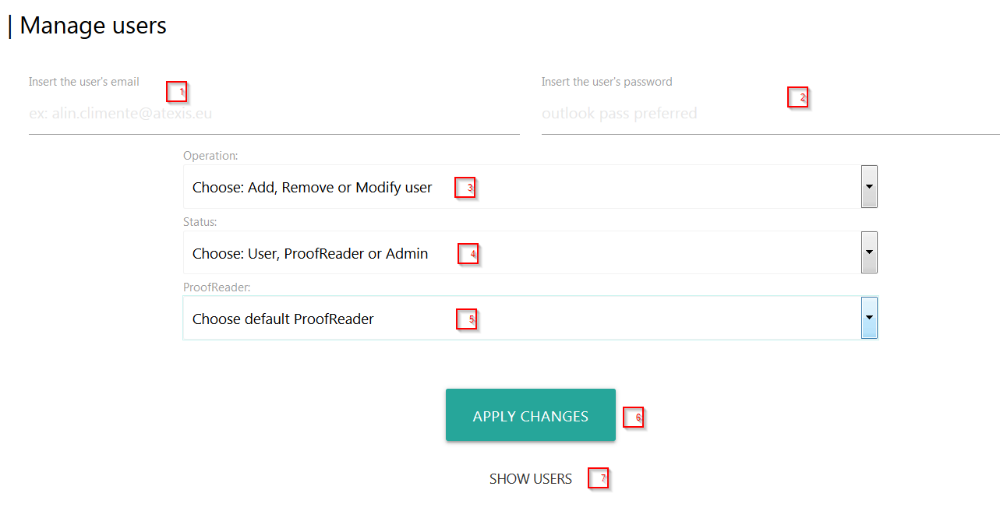 | Manage users
Insert the user's email 1
Insert the user's password 2
ex: alin.climente@atexis.eu
outlook pass preferred
Operation:
Choose: Add, Remove or Modify user 3
Status:
Choose: User, ProofReader or Admin 4
ProofReader:
Choose default ProofReader 5
APPLY CHANGES 6
SHOW USERS 7